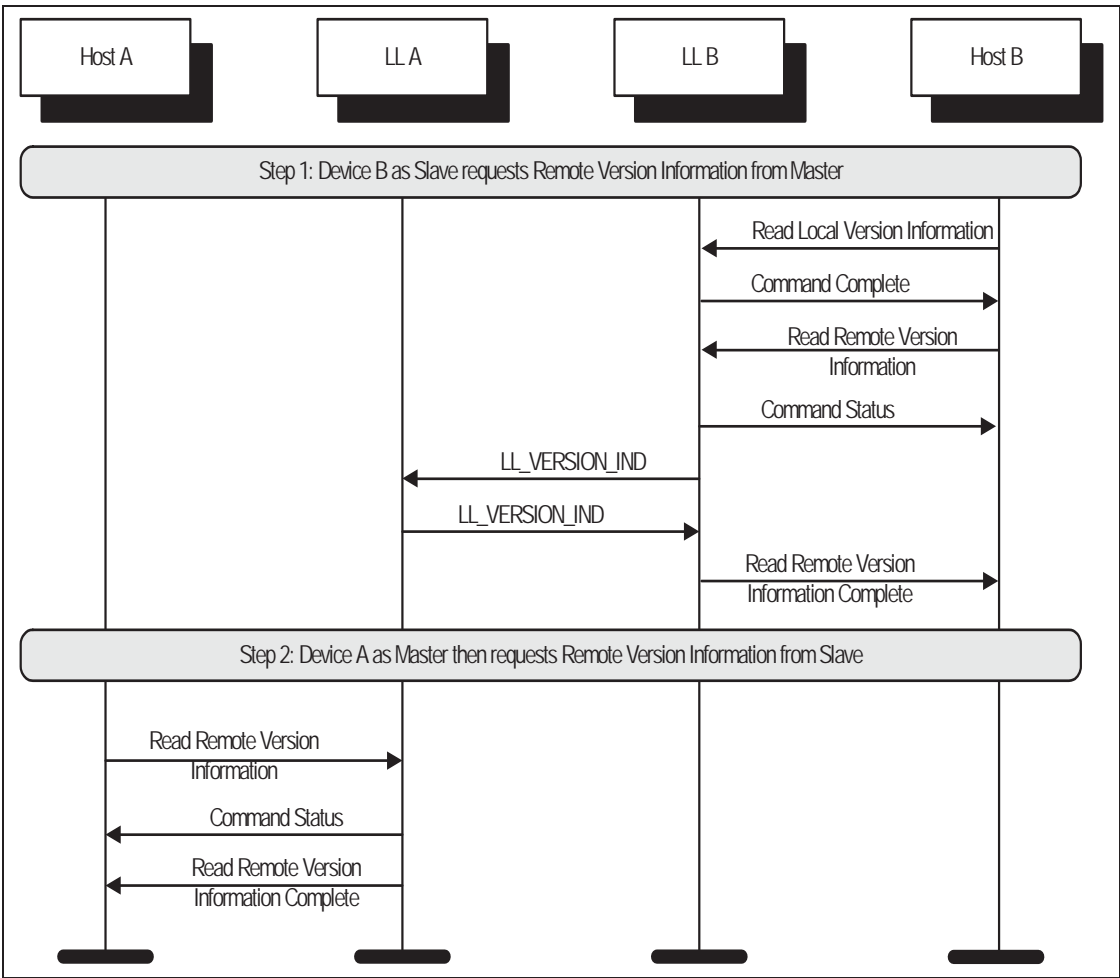 Host A
LL A
LL B
Host B
Step 1: Device B as Slave requests Remote Version Information from Master
Read Local Version Information
Command Complete
Read Remote Version
Information
Command Status
LL_VERSION_IND
LL_VERSION_IND
Read Remote Version
Information Complete
Step 2: Device A as Master then requests Remote Version Information from Slave
Read Remote Version
Information
Command Status
Read Remote Version
Information Complete